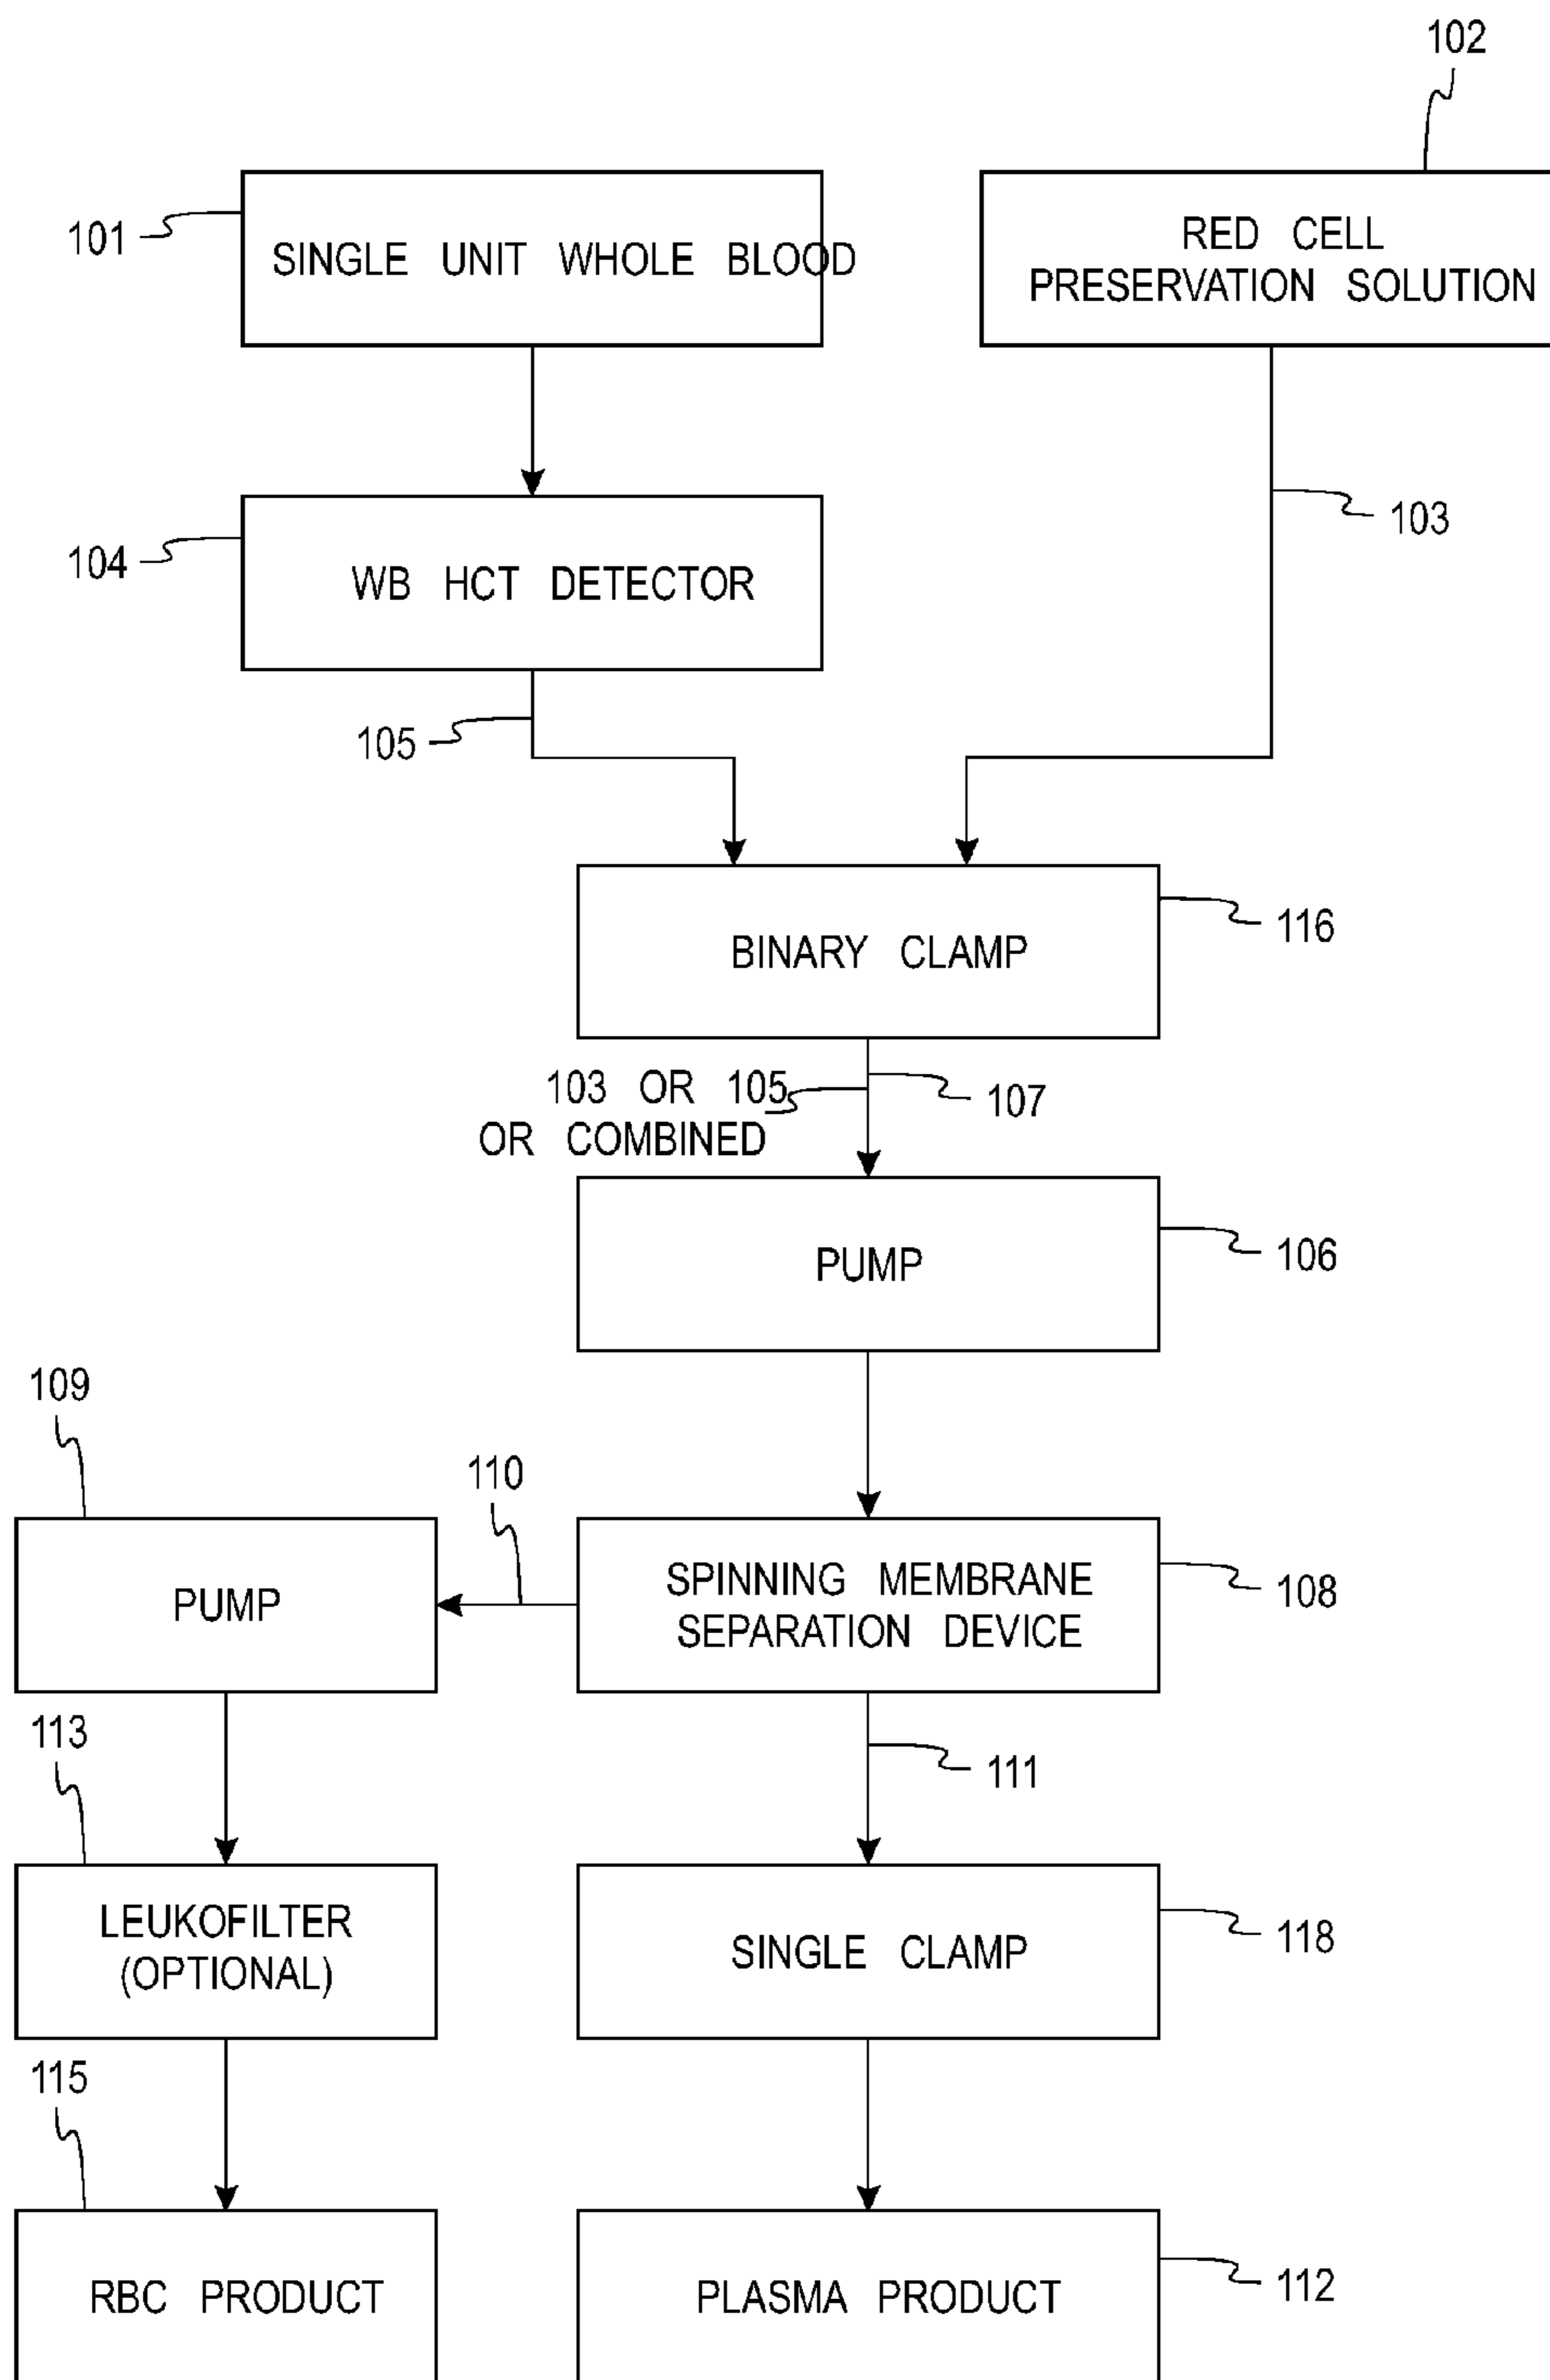 102
101
SINGLE UNIT WHOLE BLOOD
RED CELL
PRESERVATION SOLUTION
103
104
WB HCT DETECTOR
105
BINARY CLAMP
116
103 OR 105
OR COMBINED
107
PUMP
106
109
110
PUMP
SPINNING MEMBRANE
SEPARATION DEVICE
108
113
111
LEUKOFILTER
(OPTIONAL)
SINGLE CLAMP
118
115
RBC PRODUCT
PLASMA PRODUCT
112